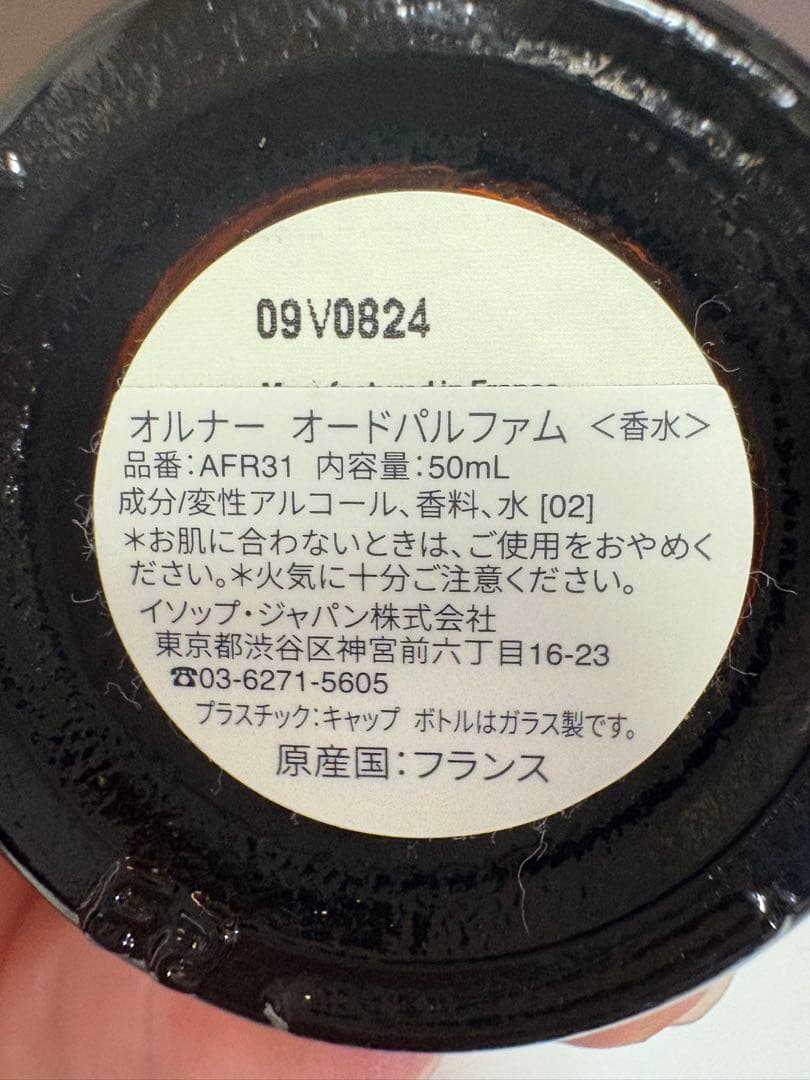 09V0824
オルナー オードパルファム <香水>
品番:AFR31 内容量:50mL
成分/変性アルコール、香料、水 [02]
*お肌に合わないときは、ご使用をおやめく
ださい。*火気に十分ご注意ください。
イソップ・ジャパン株式会社
東京都渋谷区神宮前六丁目16-23
☎03-6271-5605
プラスチック:キャップ ボトルはガラス製です。
原産国:フランス